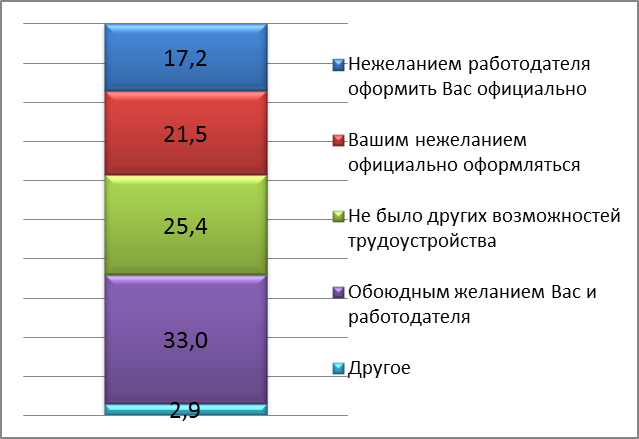 17,2
21,5
25,4
33,0
2,9
Нежеланием работодателя
оформить Вас официально
Вашим нежеланием
официально оформляться
Не было других возможностей
трудоустройства
Обоюдным желанием Вас и
работодателя
Другое